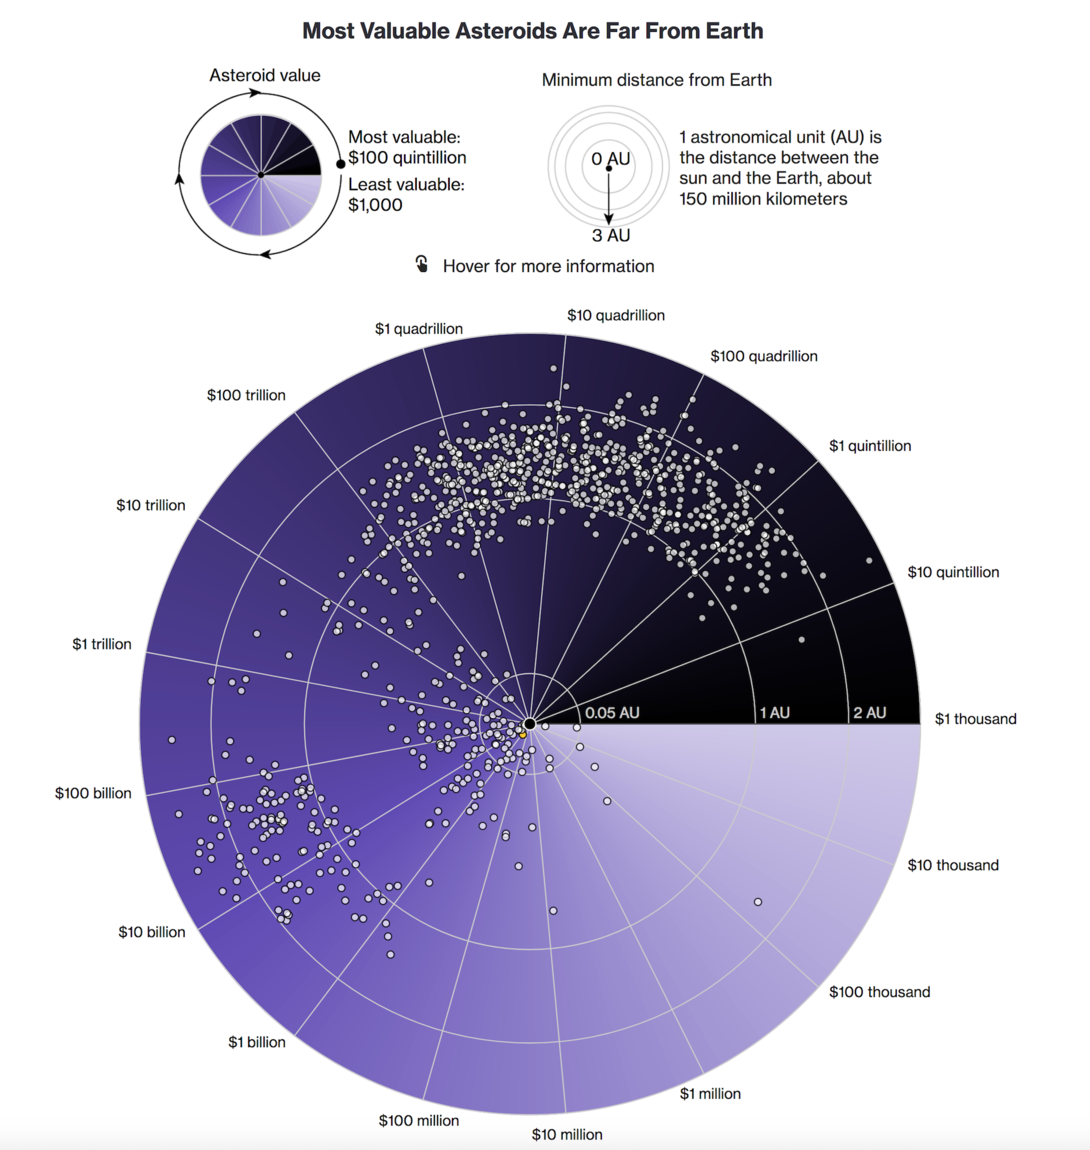 Most Valuable Asteroids Are Far From Earth
Asteroid value
Most valuable:
$100 quintillion
Least valuable:
$1,000
Minimum distance from Earth
0 AU
3 AU
1 astronomical unit (AU) is
the distance between the
sun and the Earth, about
150 million kilometers
Hover for more information
$10 quadrillion
$1 quadrillion
$100 quadrillion
$100 trillion
$1 quintillion
$10 trillion
$10 quintillion
$1 trillion
0.05 AU
1 AU
2 AU
$1 thousand
$100 billion
$10 thousand
$10 billion
$100 thousand
$1 billion
$1 million
$100 million
$10 million